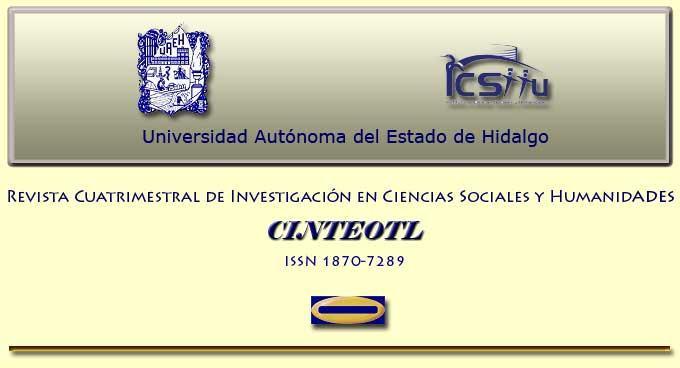 UAEH
ICSHu
Universidad Autónoma del Estado de Hidalgo
Revista Cuatrimestral de Investigación en Ciencias Sociales y Humanidades
CINTEOTL
ISSN 1870-7289